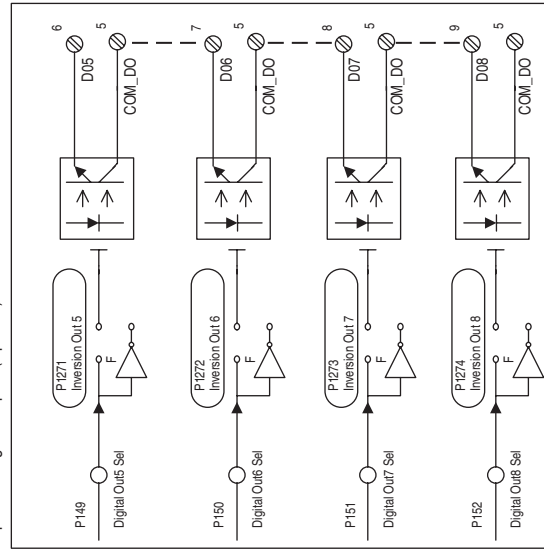 P149
Digital Out5 Sel
P1271
Inversion Out 5
F
D05
6
COM_DO
5
P150
Digital Out6 Sel
P1272
Inversion Out 6
F
D06
7
COM_DO
5
P151
Digital Out7 Sel
P1273
Inversion Out 7
F
D07
8
COM_DO
5
P152
Digital Out8 Sel
P1274
Inversion Out 8
F
D08
9
COM_DO
5